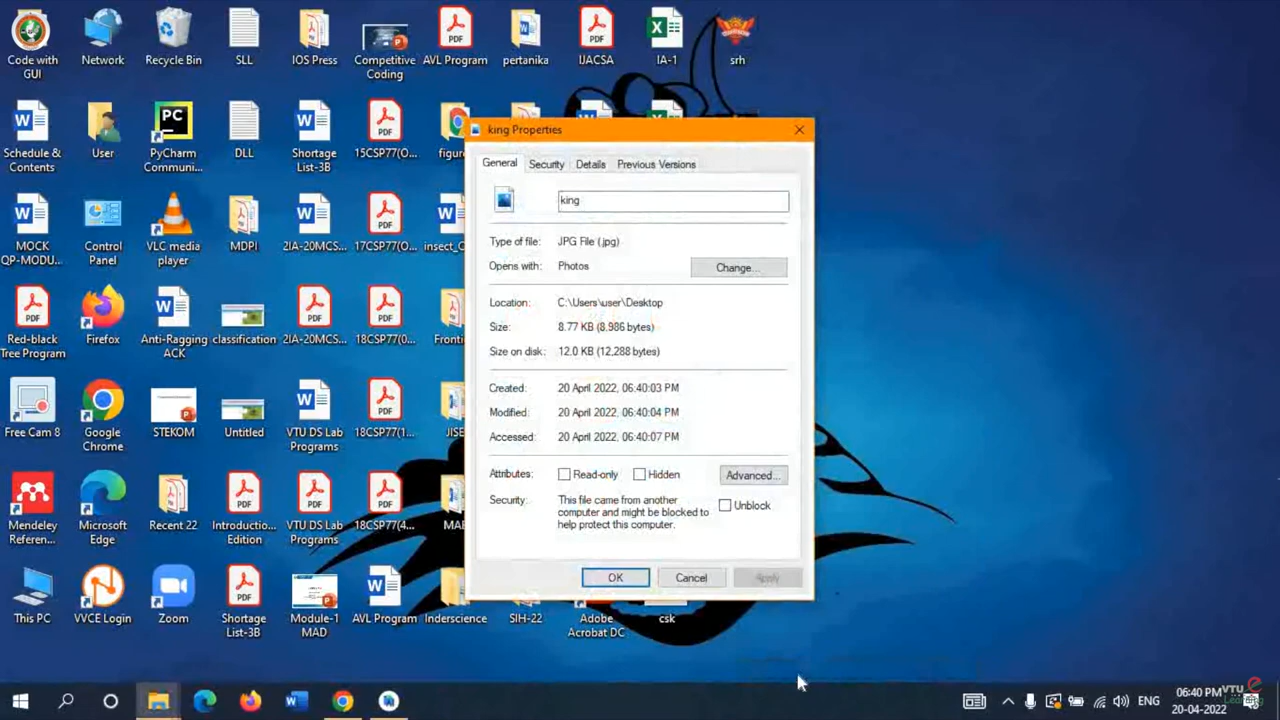 Code with
GUI
Network
Recycle Bin
SLL
IOS Press
Competitive
Coding
AVL Program
pertanika
IJACSA
IA-1
srh
Schedule &
Contents
User
PyCharm
Communi...
DLL
Shortage
List-3B
15CSP77(O...
figur
king Properties
General
Security
Details
Previous Versions
king
Type of file:
JPG File (.jpg)
Opens with:
Photos
Change...
Location:
C:\Users\user\Desktop
Size:
8.77 KB (8,986 bytes)
Size on disk:
12.0 KB (12,288 bytes)
Created:
20 April 2022, 06:40:03 PM
Modified:
20 April 2022, 06:40:04 PM
Accessed:
20 April 2022, 06:40:07 PM
Attributes:
Read-only
Hidden
Advanced...
Security:
This file came from another
computer and might be blocked to
help protect this computer.
Unblock
OK
Cancel
Apply
MOCK
QP-MODU...
Control
Panel
VLC media
player
MDPI
2IA-20MCS...
17CSP77(O...
insect_C
Red-black
Tree Program
Firefox
Anti-Ragging
ACK
classification
2IA-20MCS...
18CSP77(0...
Fronti
Free Cam 8
Google
Chrome
STEKOM
Untitled
VTU DS Lab
Programs
18CSP77(1...
JISE
Mendeley
Referen...
Microsoft
Edge
Recent 22
Introductio...
Edition
VTU DS Lab
Programs
18CSP77(4...
MAD
This PC
VVCE Login
Zoom
Shortage
List-3B
Module-1
MAD
AVL Program
Inderscience
SIH-22
Adobe
Acrobat DC
csk
ENG
06:40 PM
20-04-2022
VTU
Learning